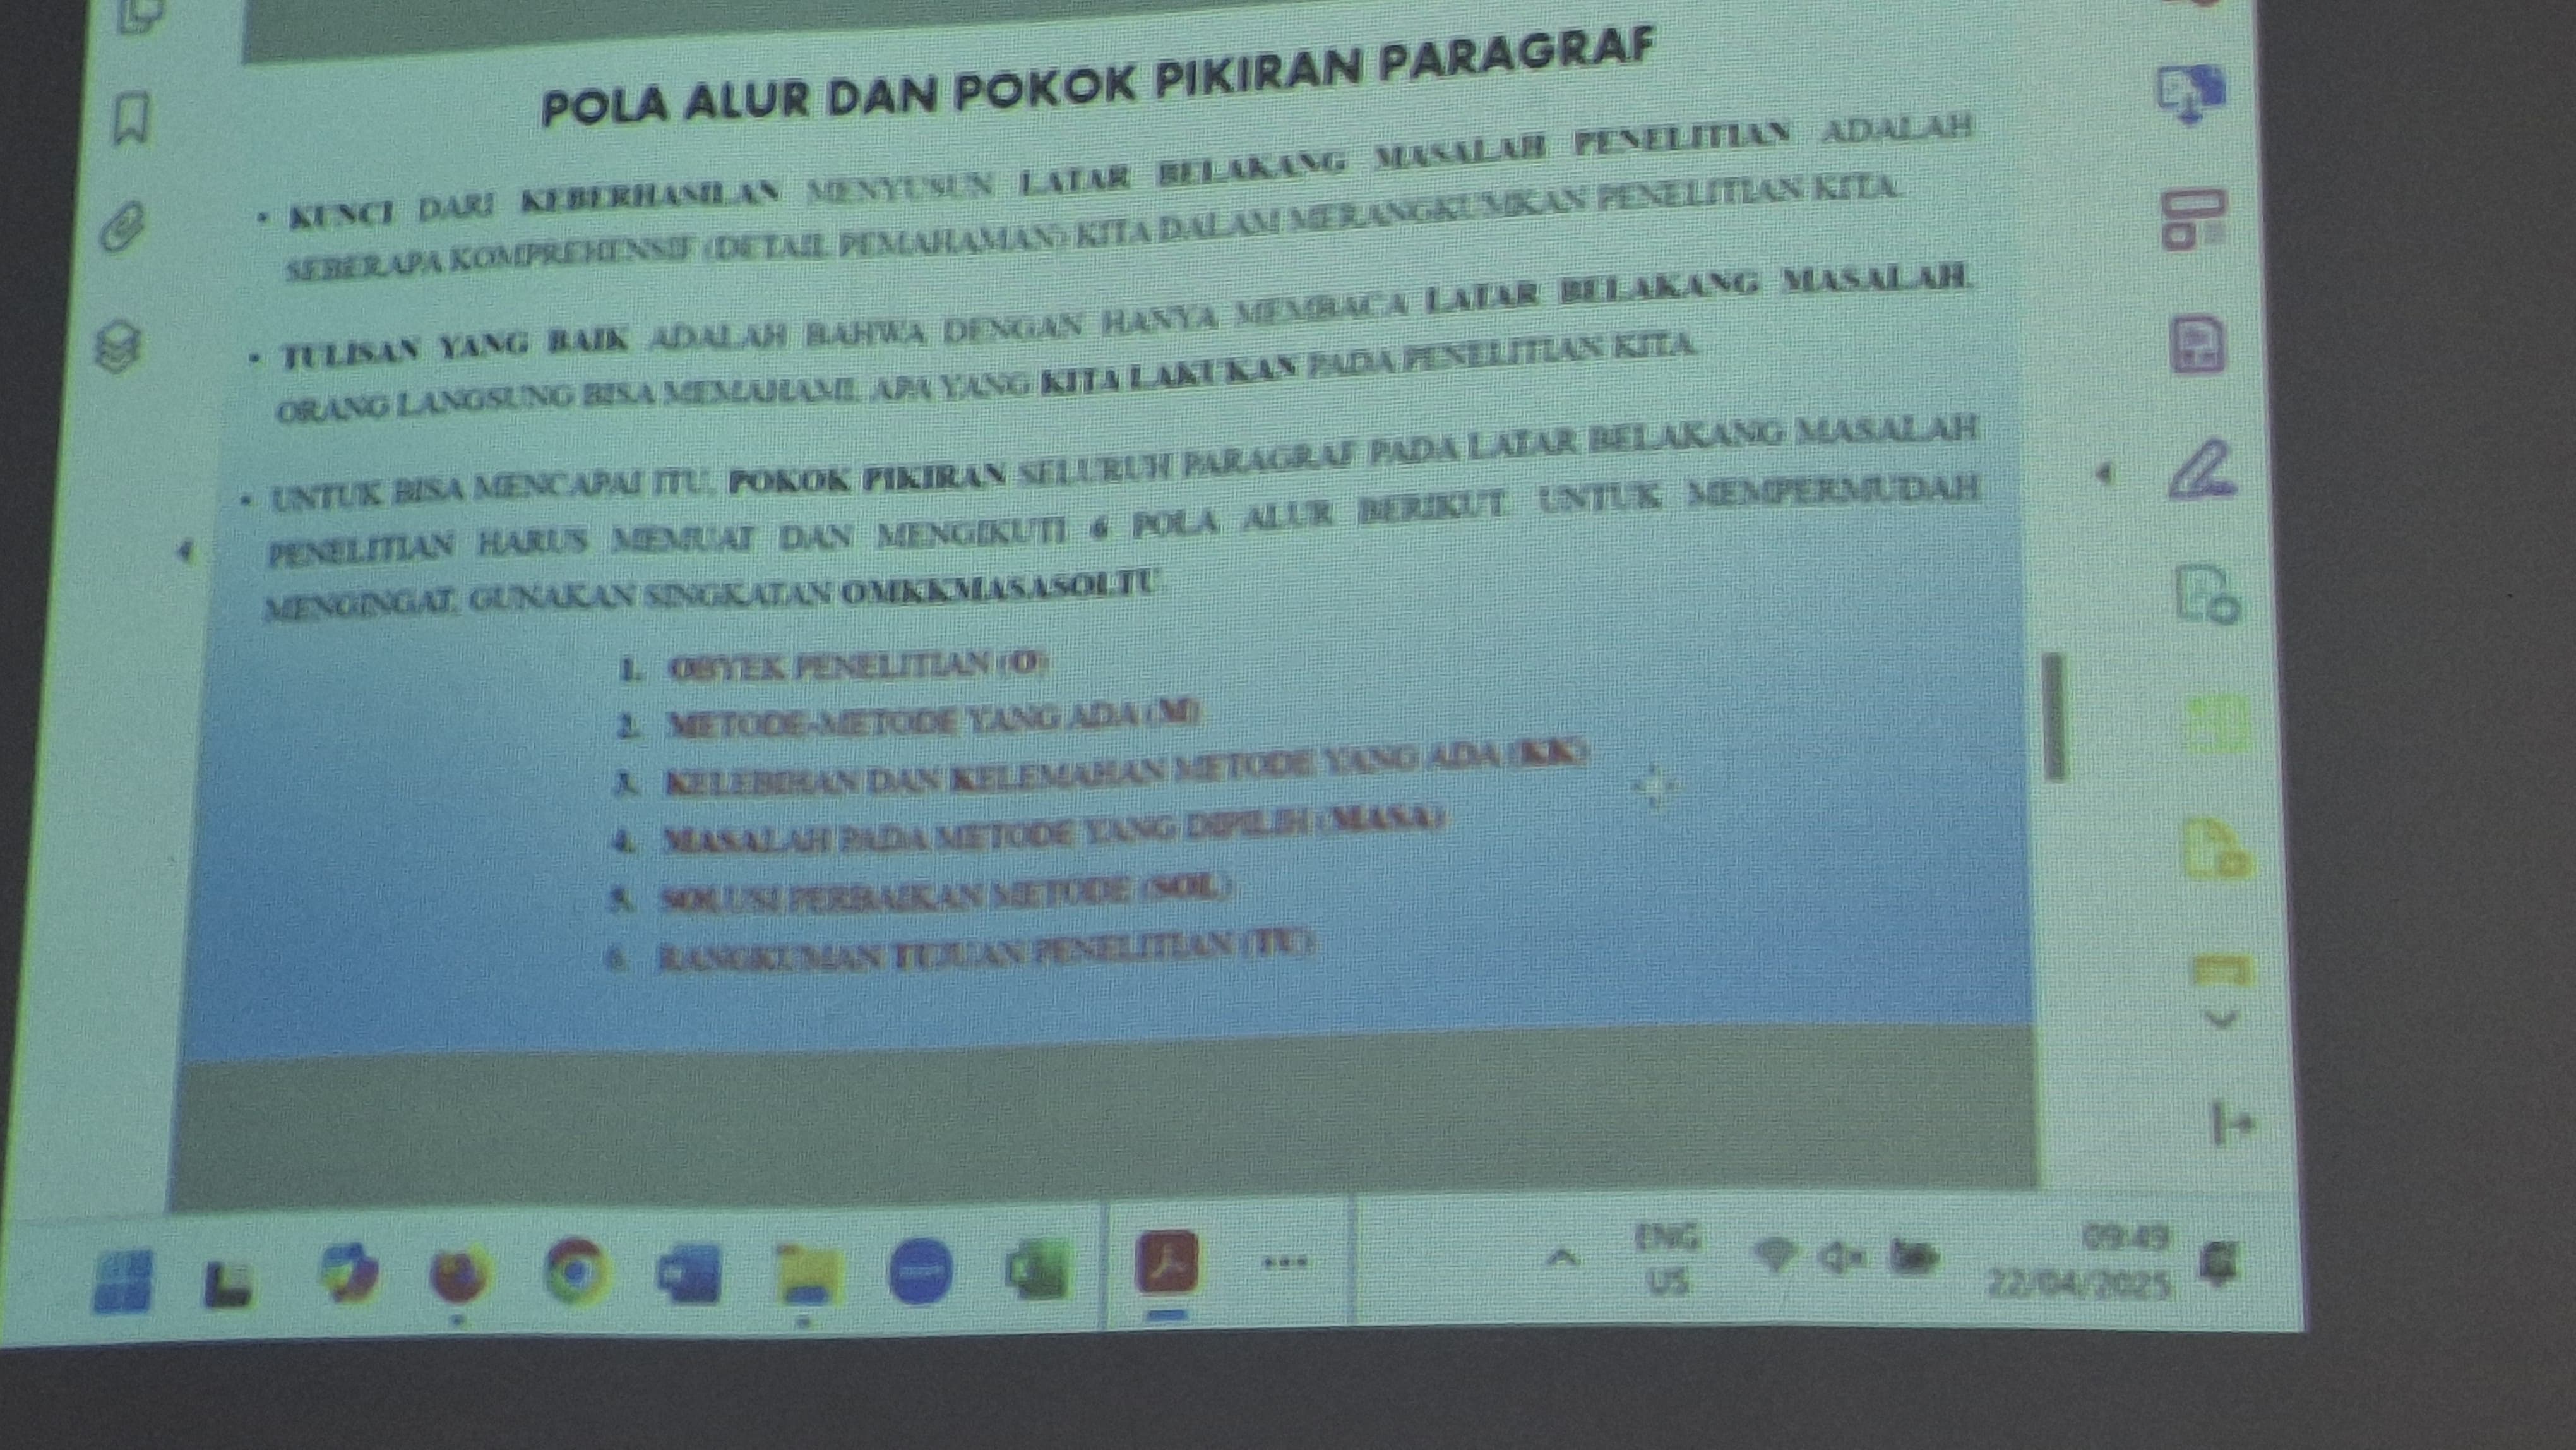 POLA ALUR DAN POKOK PIKIRAN PARAGRAF
• KUNCI DARI KEBERHASILAN MENYUSUN LATAR BELAKANG MASALAH PENELITIAN ADALAH
SEBERAPA KOMPREHENSIF (DETAIL PEMAHAMAN) KITA DALAM MERANGKUMKAN PENELITIAN KITA.
• TULISAN YANG BAIK ADALAH BAHWA DENGAN HANYA MEMBACA LATAR BELAKANG MASALAH,
ORANG LANGSUNG BISA MEMAHAMI APA YANG KITA LAKUKAN PADA PENELITIAN KITA.
• UNTUK BISA MENCAPAI ITU, POKOK PIKIRAN SELURUH PARAGRAF PADA LATAR BELAKANG MASALAH
PENELITIAN HARUS MEMUAT DAN MENGIKUTI 6 POLA ALUR BERIKUT. UNTUK MEMPERMUDAH
MENGINGAT, GUNAKAN SINGKATAN OMKKMASASOLTU.
1. OBYEK PENELITIAN (O)
2. METODE-METODE YANG ADA (M)
3. KELEBIHAN DAN KELEMAHAN METODE YANG ADA (KK)
4. MASALAH PADA METODE YANG DIPILIH (MASA)
5. SOLUSI PERBAIKAN METODE (SOL)
6. RANGKUMAN TUJUAN PENELITIAN (TU)
ENG
US
09:49
22/04/2025